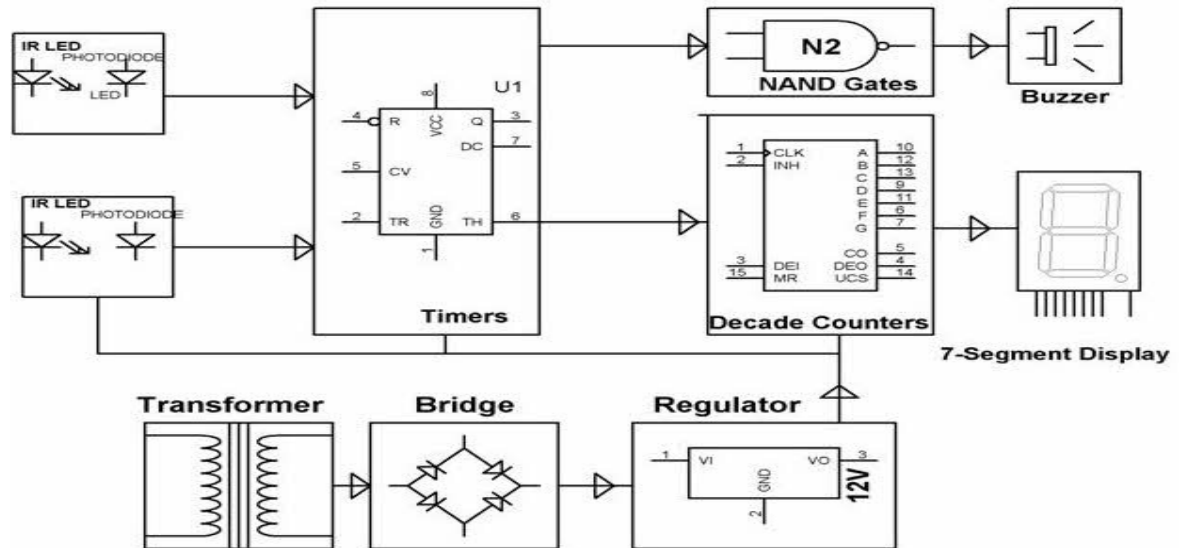 IR LED
PHOTODIODE
LED
IR LED
PHOTODIODE
U1
8
VCC
4
R
Q
3
DC
7
5
CV
2
TR
GND
TH
6
1
Timers
N2
NAND Gates
Buzzer
1
CLK
A
10
2
INH
B
12
C
13
D
9
E
11
F
6
G
7
CO
5
3
DEI
DEO
4
15
MR
UCS
14
Decade Counters
7-Segment Display
Transformer
Bridge
Regulator
1
VI
VO
3
GND
2
12V